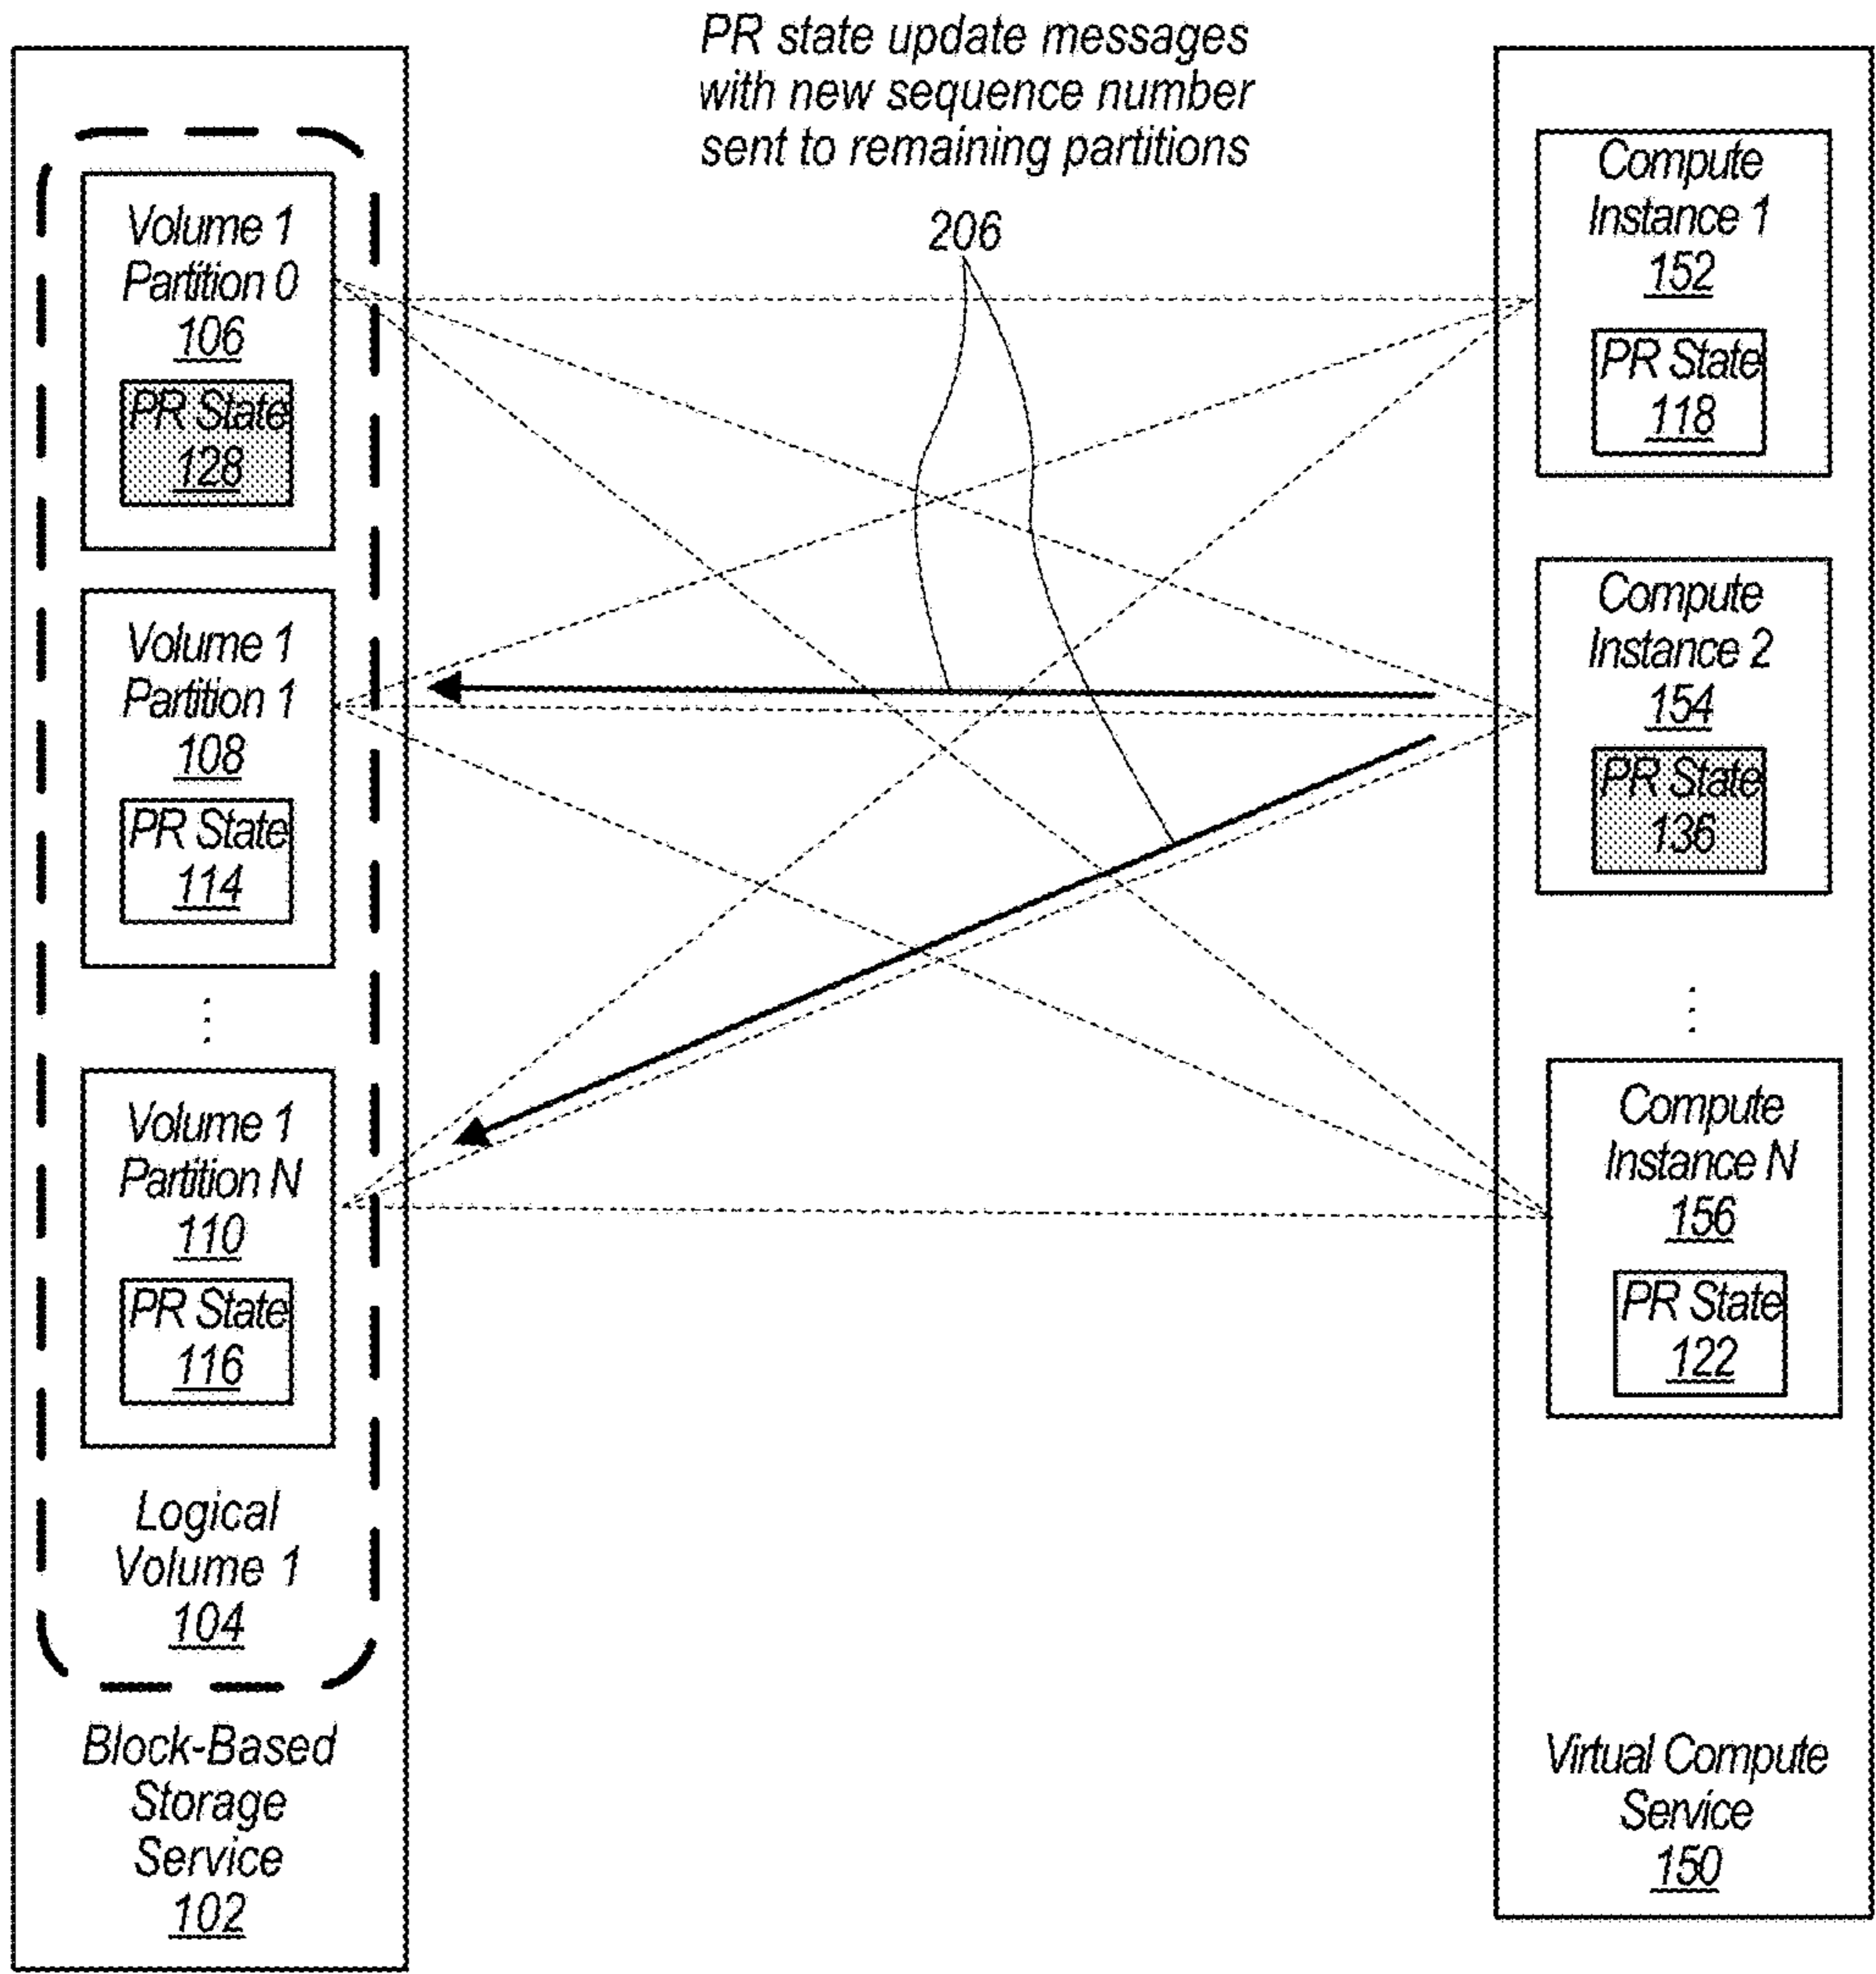 PR state update messages
with new sequence number
sent to remaining partitions
206
Volume 1
Partition 0
106
PR State
128
Volume 1
Partition 1
108
PR State
114
⋮
Volume 1
Partition N
110
PR State
116
Logical
Volume 1
104
Block-Based
Storage
Service
102
Compute
Instance 1
152
PR State
118
Compute
Instance 2
154
PR State
136
⋮
Compute
Instance N
156
PR State
122
Virtual Compute
Service
150